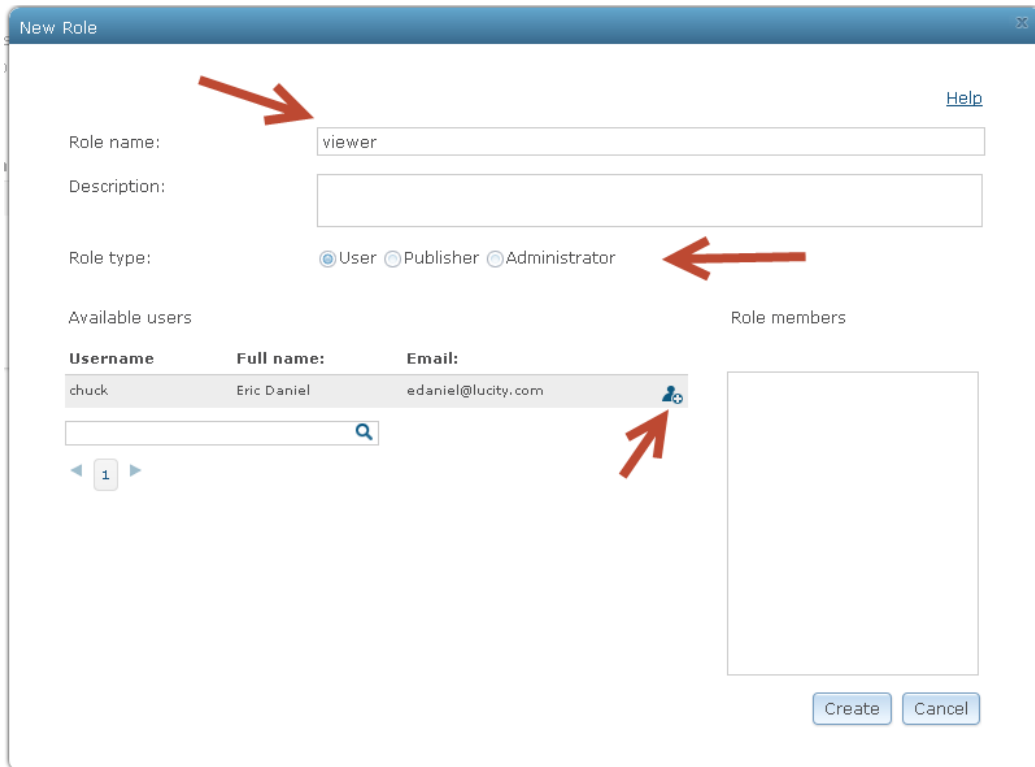 New Role
Help
Role name: viewer
Description:
Role type: User Publisher Administrator
Available users Role members
Username Full name: Email:
chuck Eric Daniel edaniel@lucity.com
1
Create Cancel